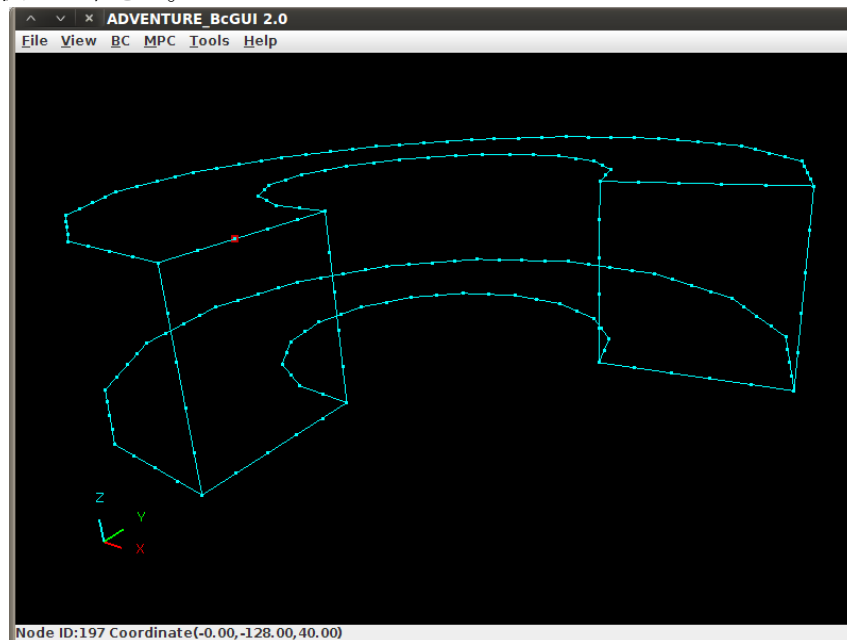 ADVENTURE_BcGUI 2.0
File View BC MPC Tools Help
Z
Y
X
Node ID:197 Coordinate(-0.00,-128.00,40.00)